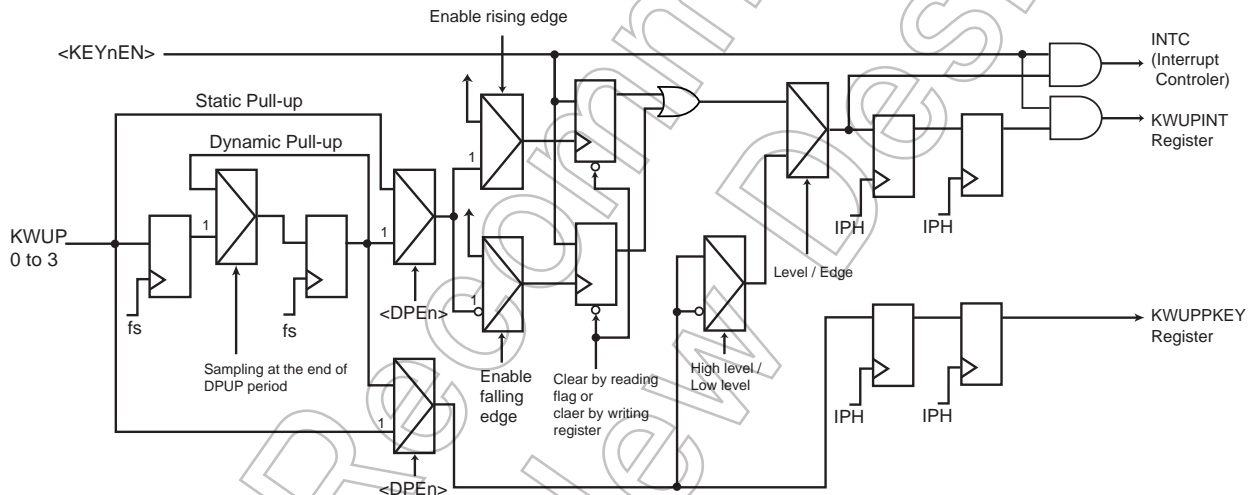 Enable rising edge
<KEYnEN>
INTC
(Interrupt
Controler)
Static Pull-up
KWUPINT
Register
Dynamic Pull-up
1
KWUP
0 to 3
1
1
IPH
IPH
Level / Edge
fs
fs
<DPEn>
1
KWUPPKEY
Register
Sampling at the end of
DPUP period
Enable
falling
edge
Clear by reading
flag or
claer by writing
register
High level /
Low level
IPH
IPH
1
<DPEn>